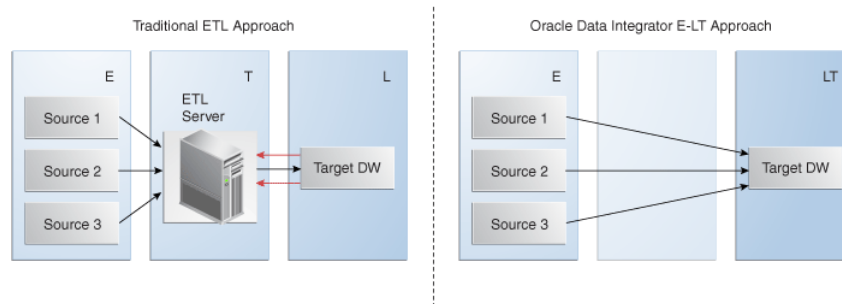 Traditional ETL Approach
E
T
L
ETL
Server
Source 1
Source 2
Source 3
Target DW
Oracle Data Integrator E-LT Approach
E
LT
Source 1
Source 2
Source 3
Target DW